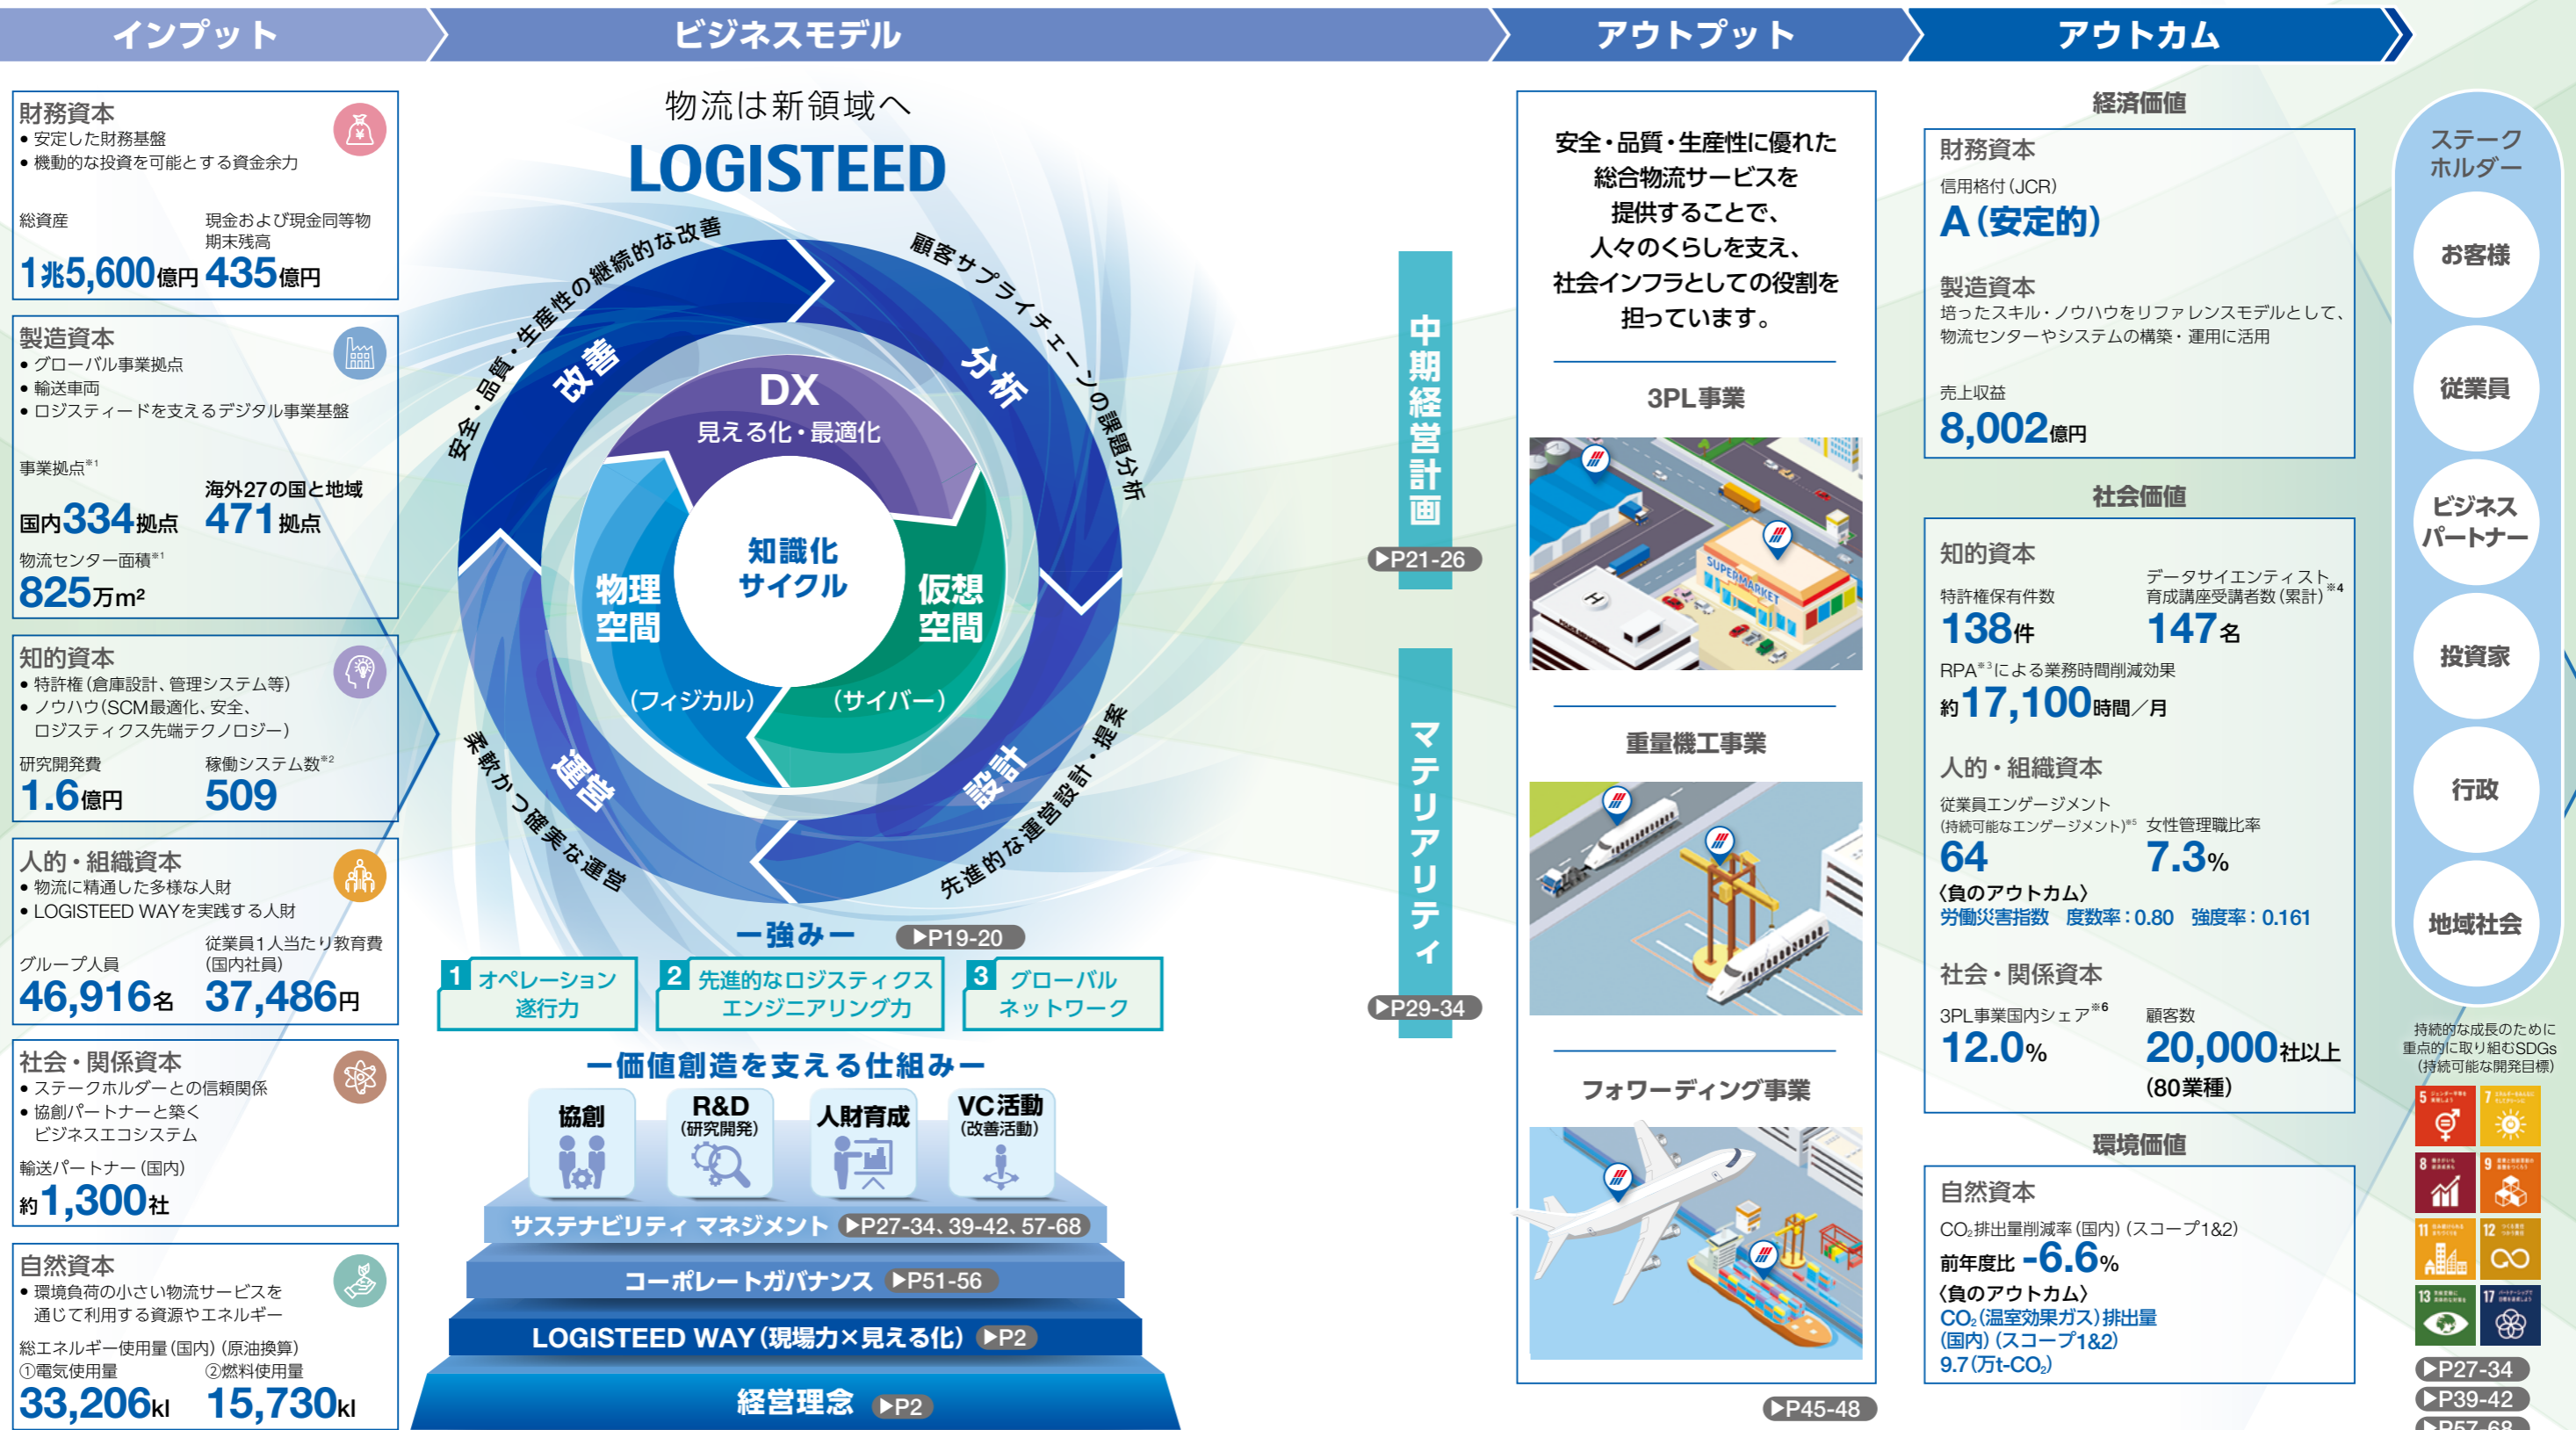 インプット
ビジネスモデル
アウトプット
アウトカム
財務資本
• 安定した財務基盤
• 機動的な投資を可能とする資金余力
総資産
1兆5,600億円
現金および現金同等物
期末残高
435億円
製造資本
• グローバル事業拠点
• 輸送車両
• ロジスティードを支えるデジタル事業基盤
事業拠点※1
国内334拠点
海外27の国と地域
471拠点
物流センター面積※1
825万m²
知的資本
• 特許権(倉庫設計、管理システム等)
• ノウハウ(SCM最適化、安全、
ロジスティクス先端テクノロジー)
研究開発費
1.6億円
稼働システム数※2
509
人的・組織資本
• 物流に精通した多様な人財
• LOGISTEED WAYを実践する人財
グループ人員
46,916名
従業員1人当たり教育費
(国内社員)
37,486円
社会・関係資本
• ステークホルダーとの信頼関係
• 協創パートナーと築く
ビジネスエコシステム
輸送パートナー(国内)
約1,300社
自然資本
• 環境負荷の小さい物流サービスを
通じて利用する資源やエネルギー
総エネルギー使用量(国内)(原油換算)
①電気使用量
33,206kl
②燃料使用量
15,730kl
物流は新領域へ
LOGISTEED
安全・品質・生産性の継続的な改善
顧客サプライチェーンの課題分析
先進的な運営設計・提案
柔軟かつ確実な運営
改善
分析
設計
運営
DX
見える化・最適化
知識化
サイクル
物理
空間
(フィジカル)
仮想
空間
(サイバー)
ー強みー
▶P19-20
1 オペレーション
遂行力
2 先進的なロジスティクス
エンジニアリング力
3 グローバル
ネットワーク
ー価値創造を支える仕組みー
協創
R&D
(研究開発)
人財育成
VC活動
(改善活動)
サステナビリティ マネジメント ▶P27-34、39-42、57-68
コーポレートガバナンス ▶P51-56
LOGISTEED WAY(現場力×見える化) ▶P2
経営理念 ▶P2
中期経営計画
▶P21-26
マテリアリティ
▶P29-34
安全・品質・生産性に優れた
総合物流サービスを
提供することで、
人々のくらしを支え、
社会インフラとしての役割を
担っています。
3PL事業
SUPERMARKET
H
重量機工事業
フォワーディング事業
▶P45-48
経済価値
財務資本
信用格付(JCR)
A(安定的)
製造資本
培ったスキル・ノウハウをリファレンスモデルとして、
物流センターやシステムの構築・運用に活用
売上収益
8,002億円
社会価値
知的資本
特許権保有件数
138件
データサイエンティスト
育成講座受講者数(累計)※4
147名
RPA※3による業務時間削減効果
約17,100時間/月
人的・組織資本
従業員エンゲージメント
(持続可能なエンゲージメント)※5
64
女性管理職比率
7.3%
〈負のアウトカム〉
労働災害指数 度数率:0.80 強度率:0.161
社会・関係資本
3PL事業国内シェア※6
12.0%
顧客数
20,000社以上
(80業種)
環境価値
自然資本
CO₂排出量削減率(国内)(スコープ1&2)
前年度比 -6.6%
〈負のアウトカム〉
CO₂(温室効果ガス)排出量
(国内)(スコープ1&2)
9.7(万t-CO₂)
ステーク
ホルダー
お客様
従業員
ビジネス
パートナー
投資家
行政
地域社会
持続的な成長のために
重点的に取り組むSDGs
(持続可能な開発目標)
5
7
8
9
11
12
13
17
▶P27-34
▶P39-42
▶P57-68